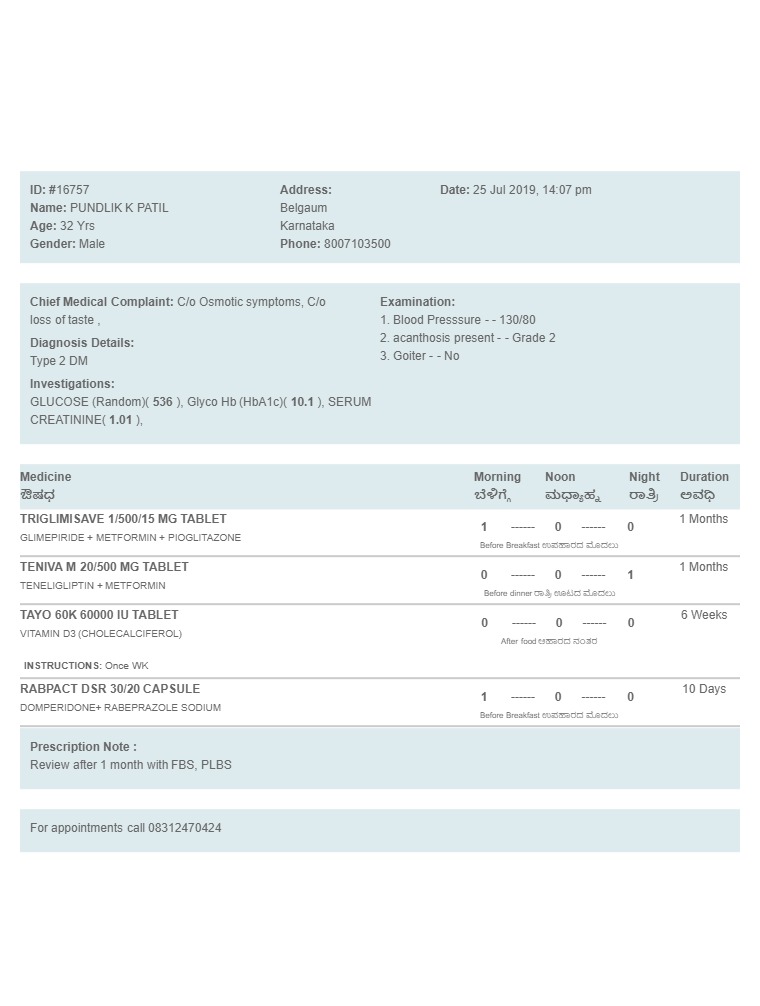 ID: #16757
Name: PUNDLIK K PATIL
Age: 32 Yrs
Gender: Male
Address:
Belgaum
Karnataka
Phone: 8007103500
Date: 25 Jul 2019, 14:07 pm
Chief Medical Complaint: C/o Osmotic symptoms, C/o
loss of taste ,
Diagnosis Details:
Type 2 DM
Investigations:
GLUCOSE (Random)( 536 ), Glyco Hb (HbA1c)( 10.1 ), SERUM
CREATININE( 1.01 ),
Examination:
1. Blood Presssure - - 130/80
2. acanthosis present - - Grade 2
3. Goiter - - No
Medicine Morning Noon Night Duration
ಔಷಧ ಬೆಳಿಗ್ಗೆ ಮಧ್ಯಾಹ್ನ ರಾತ್ರಿ ಅವಧಿ
TRIGLIMISAVE 1/500/15 MG TABLET 1 ------ 0 ------ 0 1 Months
GLIMEPIRIDE + METFORMIN + PIOGLITAZONE Before Breakfast ಉಪಹಾರದ ಮೊದಲು
TENIVA M 20/500 MG TABLET 0 ------ 0 ------ 1 1 Months
TENELIGLIPTIN + METFORMIN Before dinner ರಾತ್ರಿ ಊಟದ ಮೊದಲು
TAYO 60K 60000 IU TABLET 0 ------ 0 ------ 0 6 Weeks
VITAMIN D3 (CHOLECALCIFEROL) After food ಆಹಾರದ ನಂತರ
INSTRUCTIONS: Once WK
RABPACT DSR 30/20 CAPSULE 1 ------ 0 ------ 0 10 Days
DOMPERIDONE+ RABEPRAZOLE SODIUM Before Breakfast ಉಪಹಾರದ ಮೊದಲು
Prescription Note :
Review after 1 month with FBS, PLBS
For appointments call 08312470424